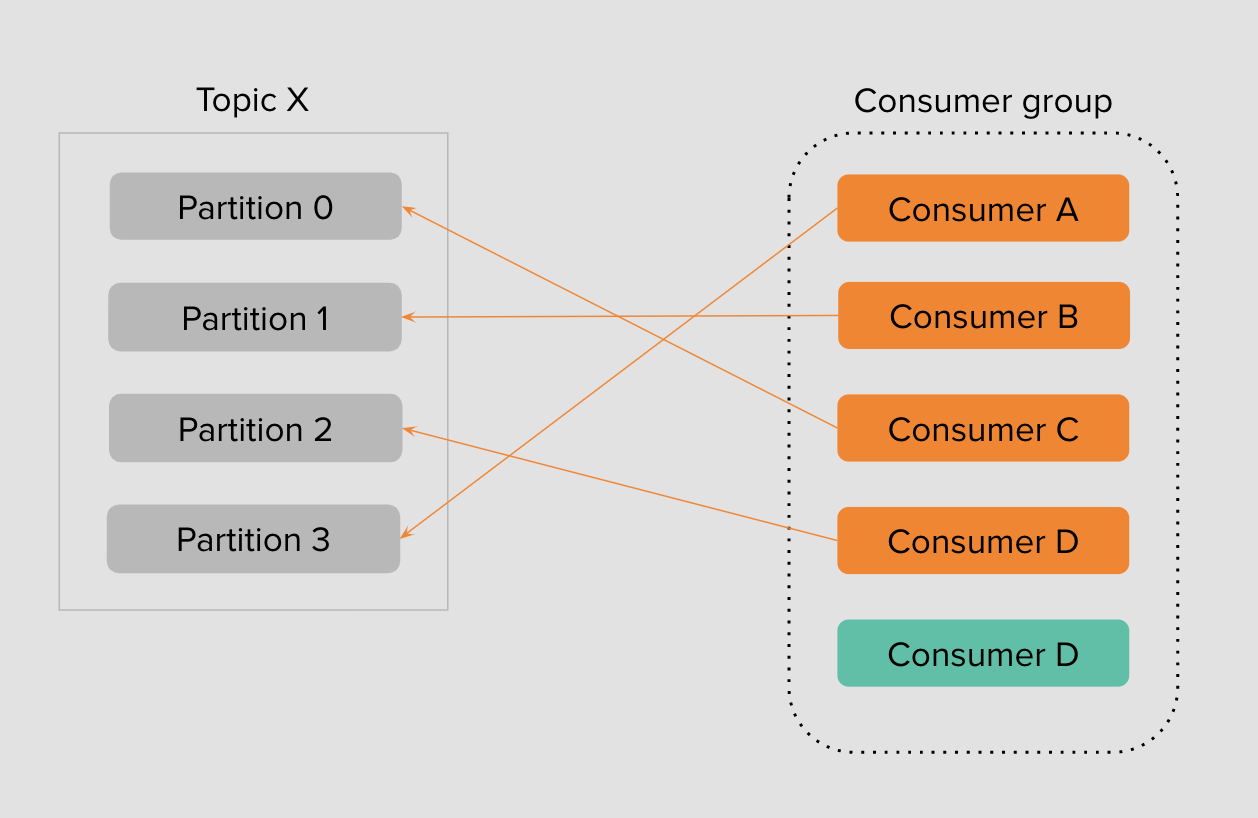 Topic X
Partition 0
Partition 1
Partition 2
Partition 3
Consumer group
Consumer A
Consumer B
Consumer C
Consumer D
Consumer D